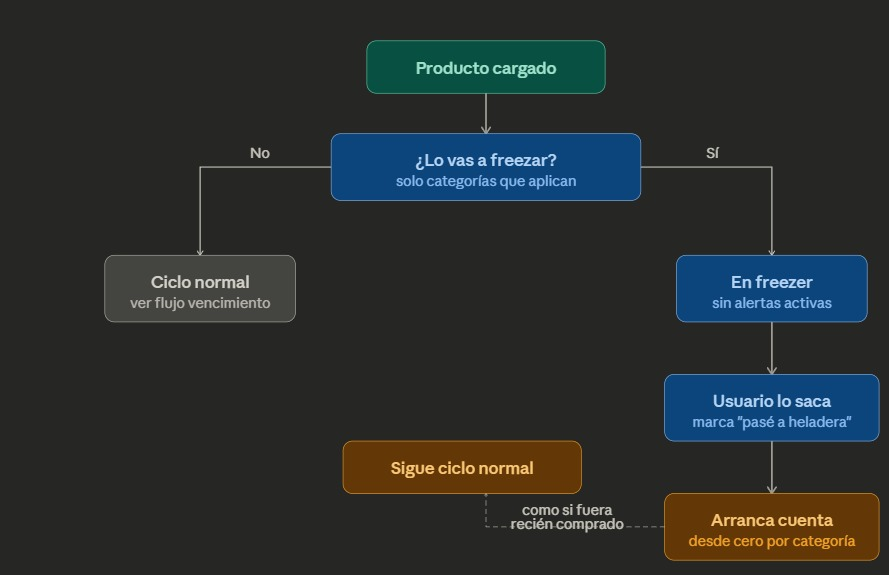 Producto cargado
No
¿Lo vas a freezar?
solo categorías que aplican
Sí
Ciclo normal
ver flujo vencimiento
En freezer
sin alertas activas
Usuario lo saca
marca "pasé a heladera"
Sigue ciclo normal
como si fuera
recién comprado
Arranca cuenta
desde cero por categoría